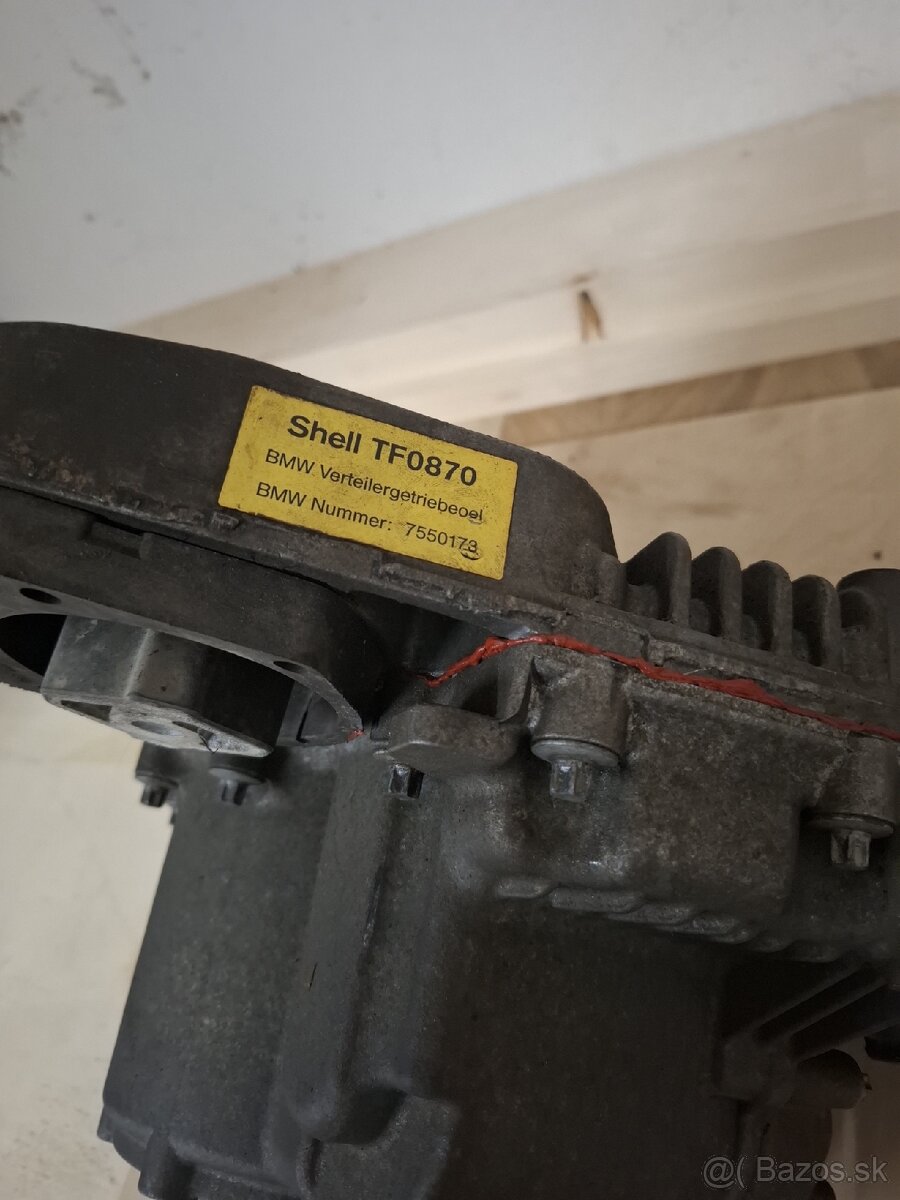 Shell TF0870
BMW Verteilergetriebeoel
BMW Nummer: 7550173
@( Bazos.sk